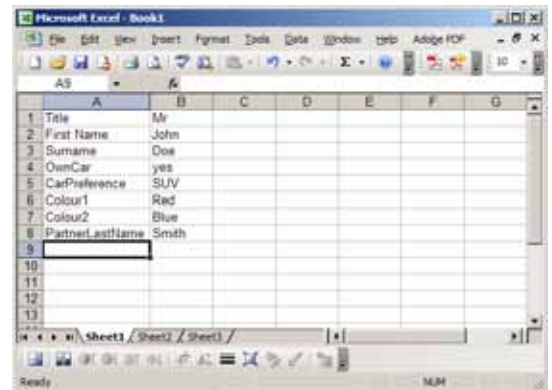 Microsoft Excel - Book1
File Edit View Insert Format Tools Data Window Help Adobe PDF
Σ 10
A9 fx
A B C D E F G
1 Title Mr
2 First Name John
3 Surname Doe
4 OwnCar yes
5 CarPreference SUV
6 Colour1 Red
7 Colour2 Blue
8 PartnerLastName Smith
9
10
11
12
13
Sheet1 / Sheet2 / Sheet3 /
Ready NUM